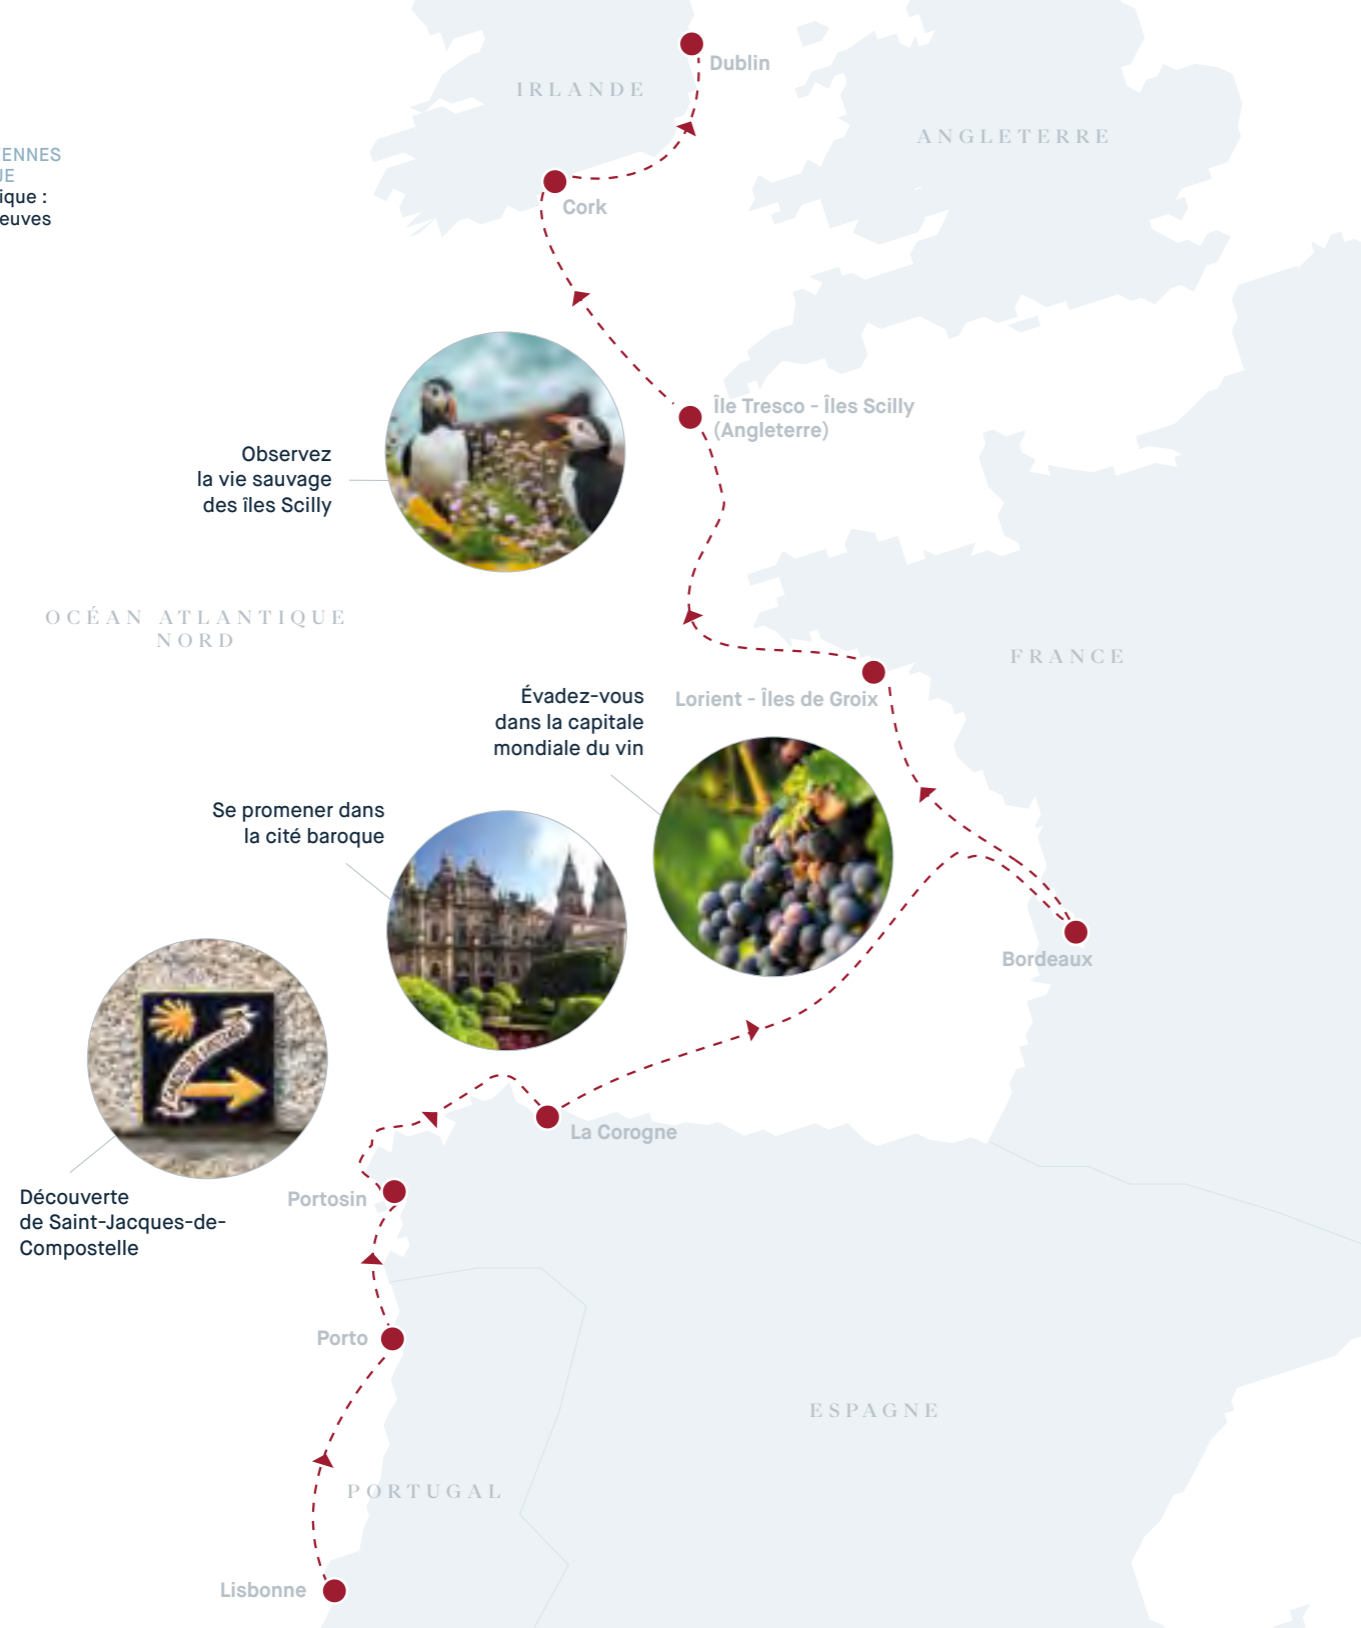 Dublin
IRLANDE
ANGLETERRE
ENNES
UE
ique :
euves
Cork
Île Tresco - Îles Scilly
(Angleterre)
Observez
la vie sauvage
des îles Scilly
OCÉAN ATLANTIQUE
NORD
FRANCE
Lorient - Îles de Groix
Évadez-vous
dans la capitale
mondiale du vin
Se promener dans
la cité baroque
Bordeaux
La Corogne
Portosin
Découverte
de Saint-Jacques-de-
Compostelle
Porto
ESPAGNE
PORTUGAL
Lisbonne